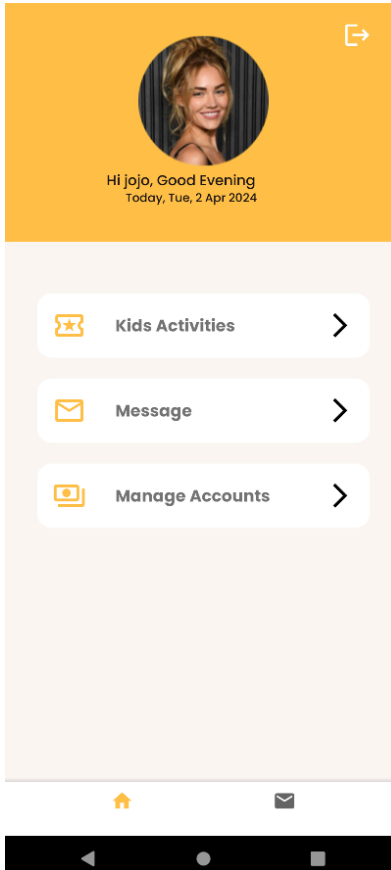 Hi jojo, Good Evening
Today, Tue, 2 Apr 2024
Kids Activities
Message
Manage Accounts